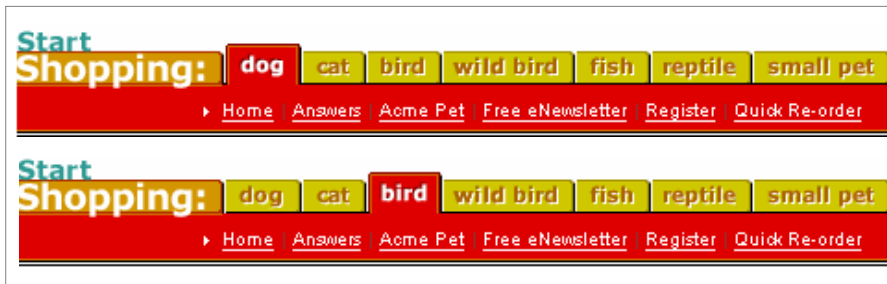 Start
Shopping: dog cat bird wild bird fish reptile small pet
Home | Answers | Acme Pet | Free eNewsletter | Register | Quick Re-order
Start
Shopping: dog cat bird wild bird fish reptile small pet
Home | Answers | Acme Pet | Free eNewsletter | Register | Quick Re-order